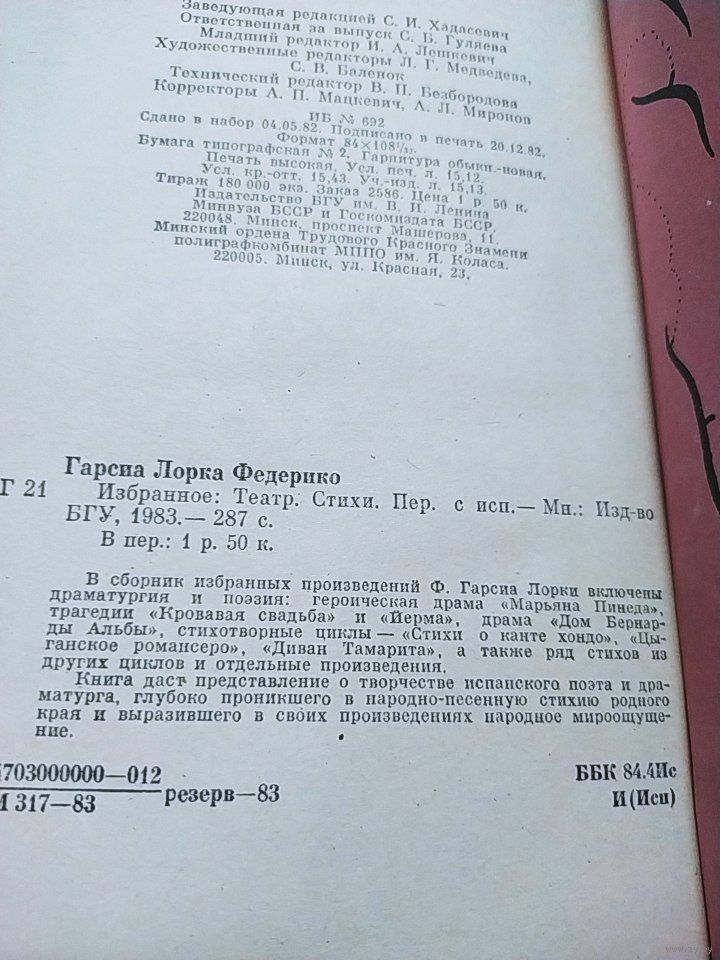 Заведующая редакцией С. И. Хадасевич
Ответственная за выпуск С. Б. Гуляева
Младший редактор И. А. Лешкевич
Художественные редакторы Л. Г. Медведева,
С. В. Баленок
Технический редактор В. П. Безбородова
Корректоры А. П. Мацкевич, А. Л. Миронов
ИБ № 692
Сдано в набор 04.05.82. Подписано в печать 20.12.82.
Формат 84×108¹/₃₂.
Бумага типографская № 2. Гарнитура обыкн.-новая.
Печать высокая. Усл. печ. л. 15,12.
Усл. кр.-отт. 15,43. Уч.-изд. л. 15,13.
Тираж 180 000 экз. Заказ 2586. Цена 1 р. 50 к.
Издательство БГУ им. В. И. Ленина
Минвуза БССР и Госкомиздата БССР.
220048. Минск, проспект Машерова, 11.
Минский ордена Трудового Красного Знамени
полиграфкомбинат МППО им. Я. Коласа.
220005. Минск, ул. Красная, 23.
Гарсиа Лорка Федерико
Г 21 Избранное: Театр. Стихи. Пер. с исп.— Мн.: Изд-во
БГУ, 1983.— 287 с.
В пер.: 1 р. 50 к.
В сборник избранных произведений Ф. Гарсиа Лорки включены
драматургия и поэзия: героическая драма «Марьяна Пинеда»,
трагедии «Кровавая свадьба» и «Йерма», драма «Дом Бернар-
ды Альбы», стихотворные циклы — «Стихи о канте хондо», «Цы-
ганское романсеро», «Диван Тамарита», а также ряд стихов из
других циклов и отдельные произведения.
Книга даст представление о творчестве испанского поэта и дра-
матурга, глубоко проникшего в народно-песенную стихию родного
края и выразившего в своих произведениях народное мироощуще-
ние.
4703000000—012
М 317—83
резерв—83
ББК 84.4Ис
И(Исп)
www.ay.by